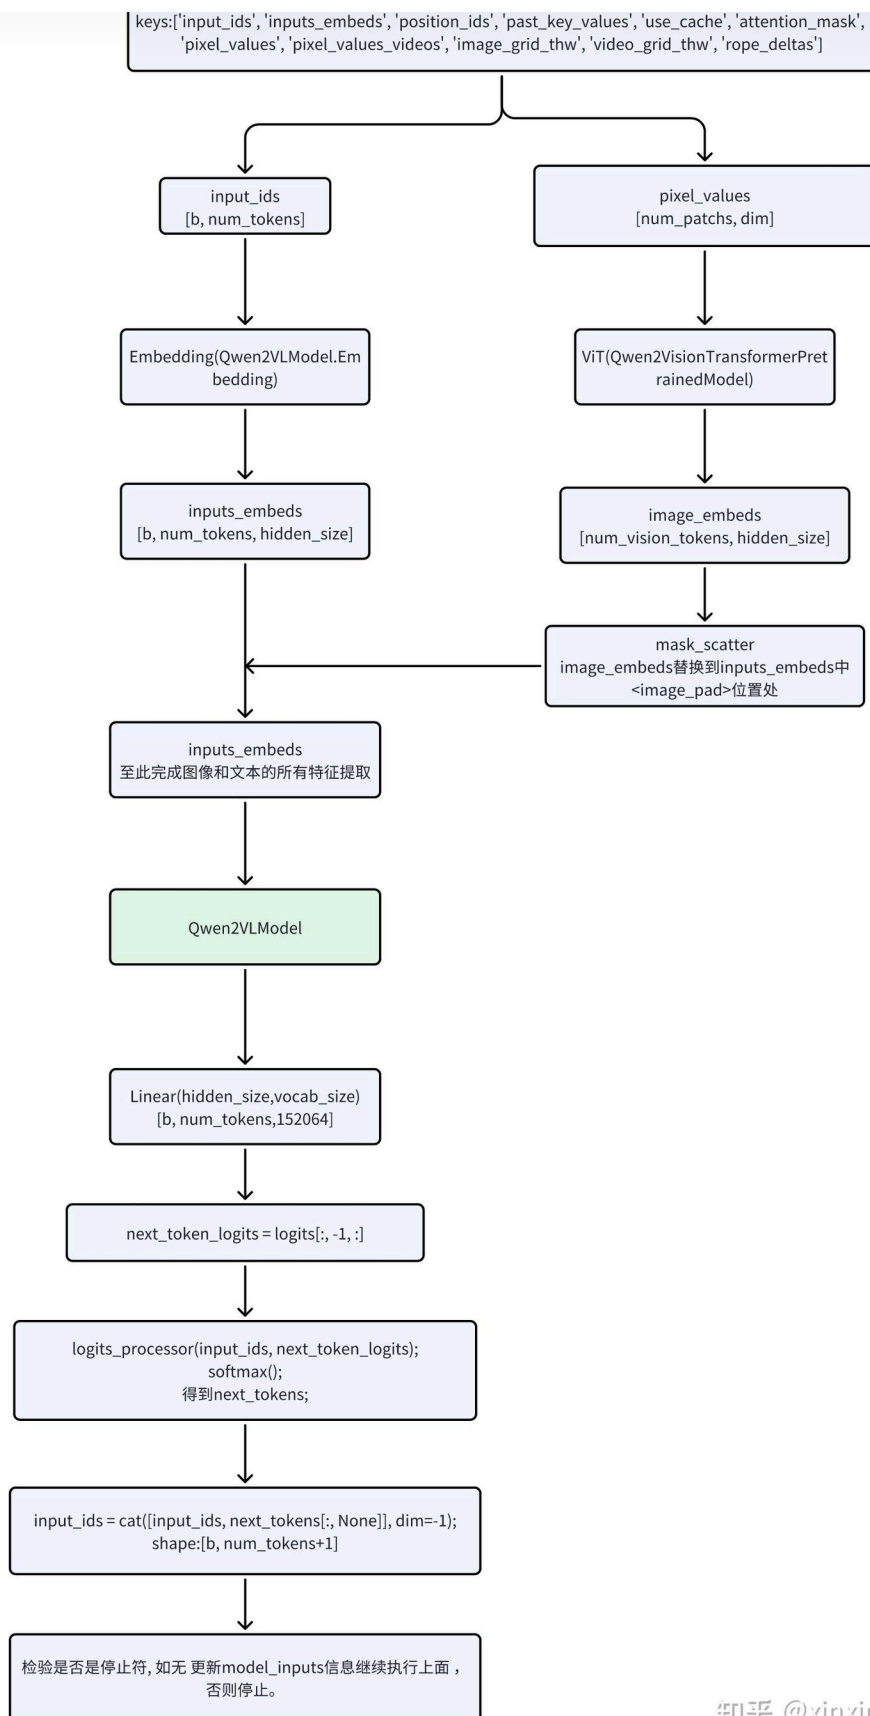 keys:['input_ids', 'inputs_embeds', 'position_ids', 'past_key_values', 'use_cache', 'attention_mask',
'pixel_values', 'pixel_values_videos', 'image_grid_thw', 'video_grid_thw', 'rope_deltas']
input_ids
[b, num_tokens]
pixel_values
[num_patchs, dim]
Embedding(Qwen2VLModel.Em
bedding)
ViT(Qwen2VisionTransformerPret
rainedModel)
inputs_embeds
[b, num_tokens, hidden_size]
image_embeds
[num_vision_tokens, hidden_size]
mask_scatter
image_embeds替换到inputs_embeds中
<image_pad>位置处
inputs_embeds
至此完成图像和文本的所有特征提取
Qwen2VLModel
Linear(hidden_size,vocab_size)
[b, num_tokens,152064]
next_token_logits = logits[:, -1, :]
logits_processor(input_ids, next_token_logits);
softmax();
得到next_tokens;
input_ids = cat([input_ids, next_tokens[:, None]], dim=-1);
shape:[b, num_tokens+1]
检验是否是停止符, 如无 更新model_inputs信息继续执行上面，
否则停止。
知乎